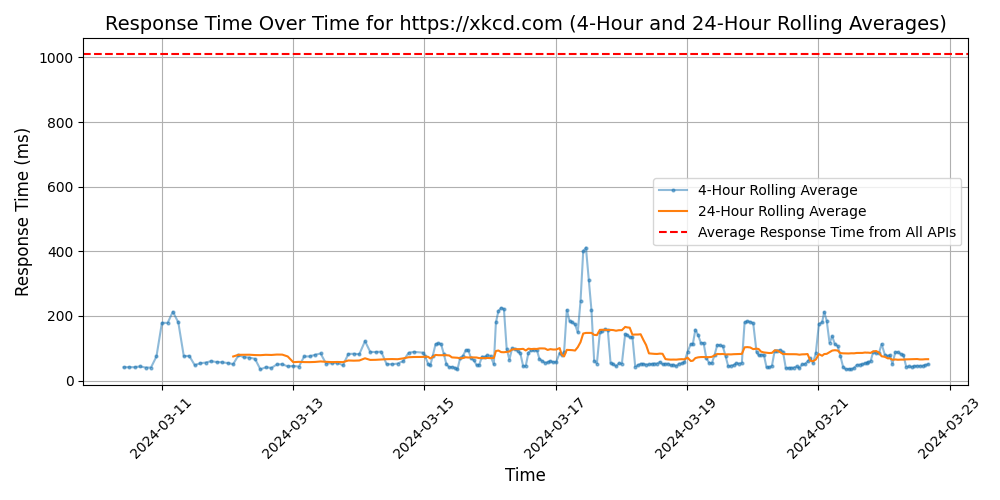 Response Time Over Time for https://xkcd.com (4-Hour and 24-Hour Rolling Averages)
Response Time (ms)
1000
800
600
400
200
0
4-Hour Rolling Average
24-Hour Rolling Average
Average Response Time from All APIs
2024-03-11
2024-03-13
2024-03-15
2024-03-17
2024-03-19
2024-03-21
2024-03-23
Time